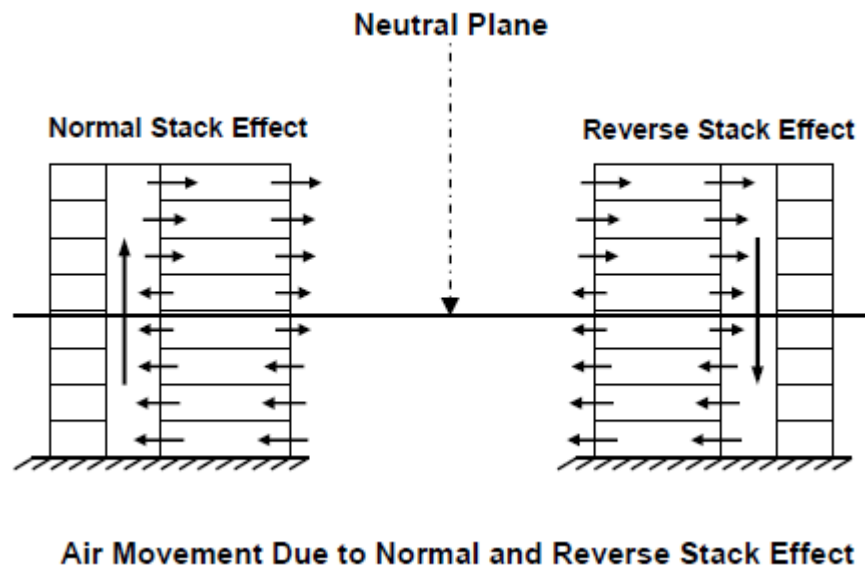 Neutral Plane
Normal Stack Effect
Reverse Stack Effect
Air Movement Due to Normal and Reverse Stack Effect